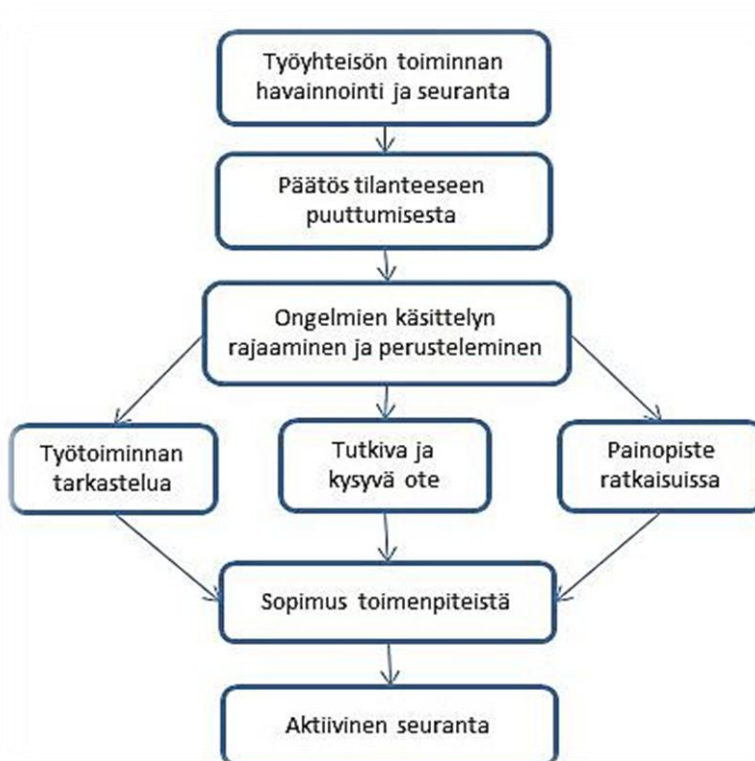 Työyhteisön toiminnan
havainnointi ja seuranta
Päätös tilanteeseen
puuttumisesta
Ongelmien käsittelyn
rajaaminen ja perusteleminen
Työtoiminnan
tarkastelua
Tutkiva ja
kysyvä ote
Painopiste
ratkaisuissa
Sopimus toimenpiteistä
Aktiivinen seuranta